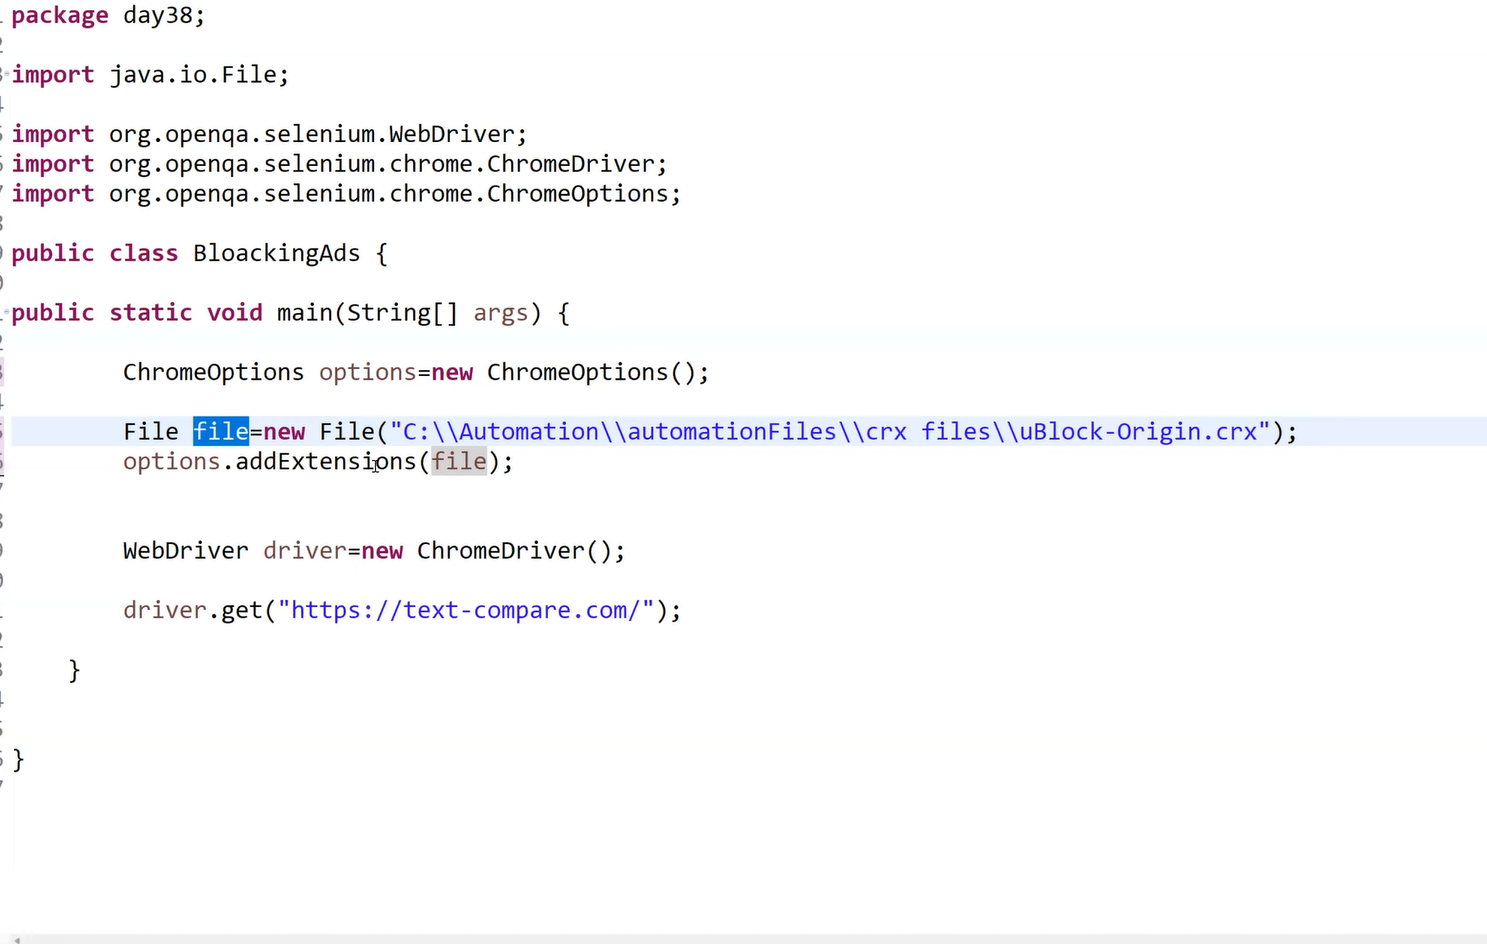 package day38;
import java.io.File;
import org.openqa.selenium.WebDriver;
import org.openqa.selenium.chrome.ChromeDriver;
import org.openqa.selenium.chrome.ChromeOptions;
public class BloackingAds {
public static void main(String[] args) {
ChromeOptions options=new ChromeOptions();
File file=new File("C:\\Automation\\automationFiles\\crx files\\uBlock-Origin.crx");
options.addExtensions(file);
WebDriver driver=new ChromeDriver();
driver.get("https://text-compare.com/");
}
}